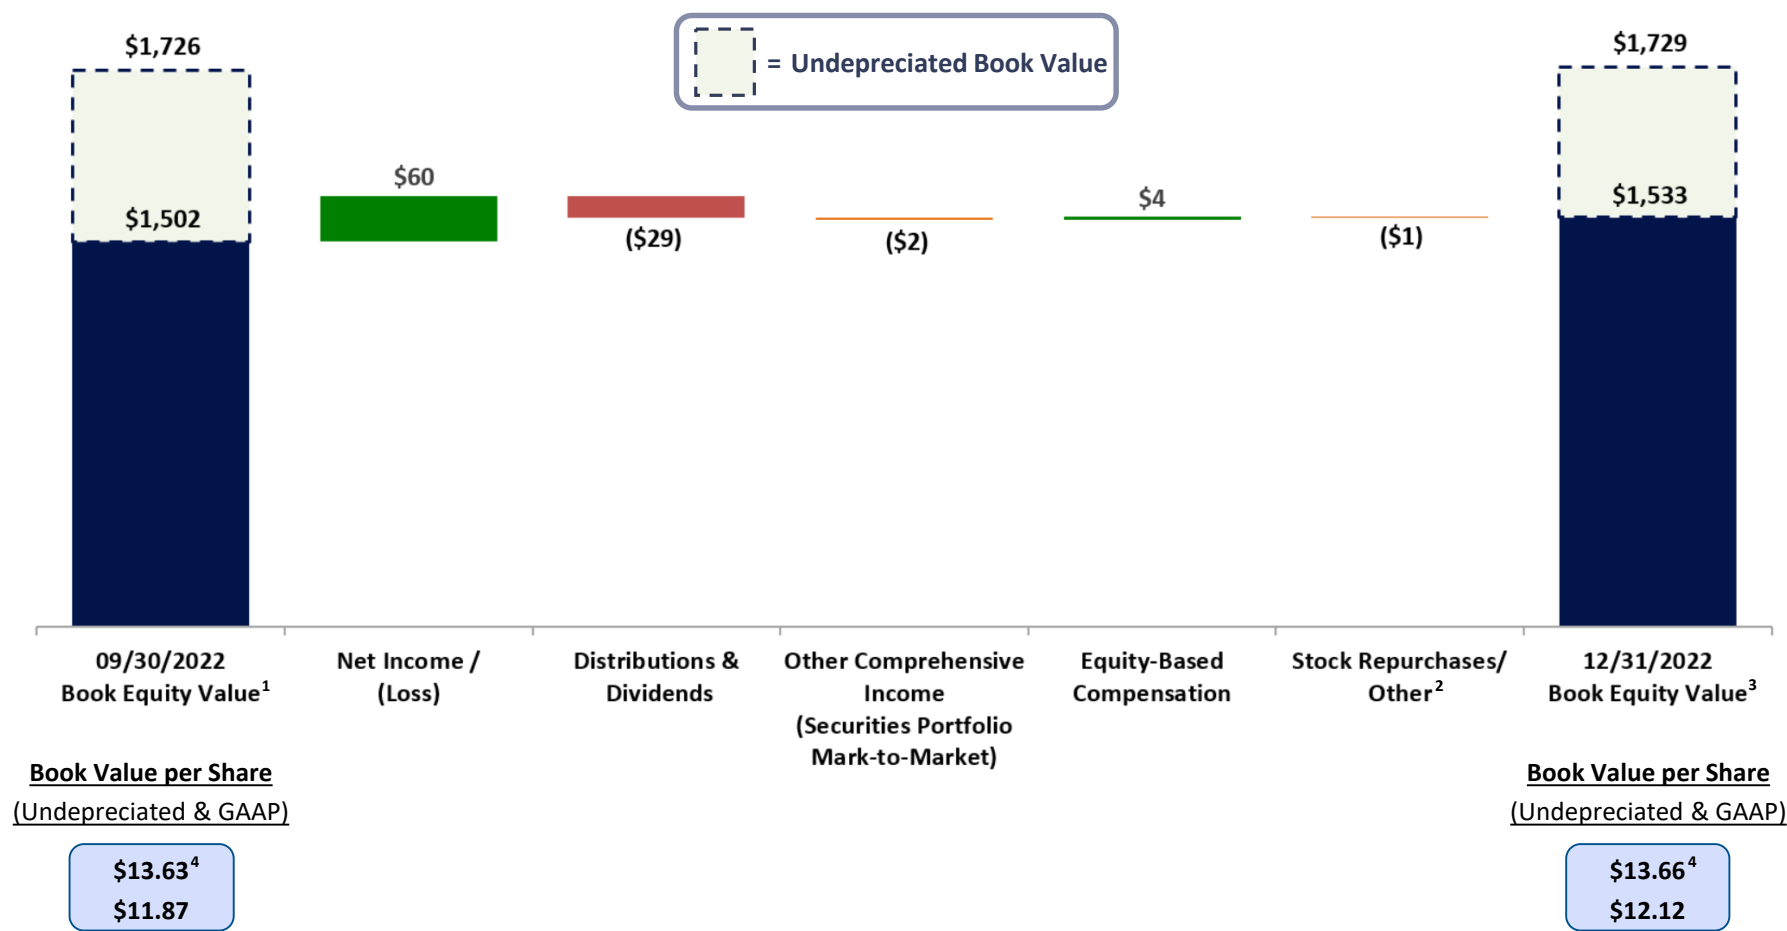 = Undepreciated Book Value
$1,726
$1,502
$60
($29)
($2)
$4
($1)
$1,729
$1,533
09/30/2022
Book Equity Value¹
Net Income /
(Loss)
Distributions &
Dividends
Other Comprehensive
Income
(Securities Portfolio
Mark-to-Market)
Equity-Based
Compensation
Stock Repurchases/
Other²
12/31/2022
Book Equity Value³
Book Value per Share
(Undepreciated & GAAP)
$13.63⁴
$11.87
Book Value per Share
(Undepreciated & GAAP)
$13.66⁴
$12.12